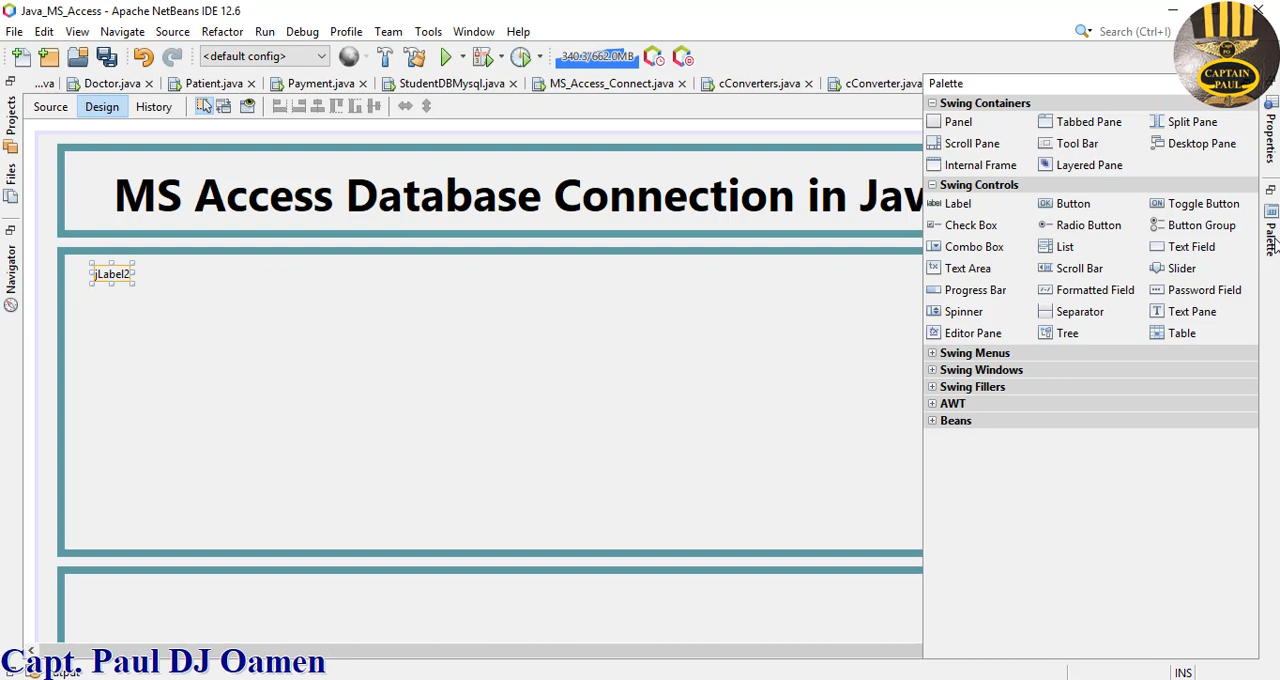 Java_MS_Access - Apache NetBeans IDE 12.6
File Edit View Navigate Source Refactor Run Debug Profile Team Tools Window Help
Search (Ctrl+I)
<default config>
340.3/662.0MB
...va Doctor.java Patient.java Payment.java StudentDBMysql.java MS_Access_Connect.java cConverters.java cConverter.java
Source Design History
MS Access Database Connection in Jav
jLabel2
Projects
Files
Navigator
Palette
Swing Containers
Panel Tabbed Pane Split Pane
Scroll Pane Tool Bar Desktop Pane
Internal Frame Layered Pane
Swing Controls
Label Button Toggle Button
Check Box Radio Button Button Group
Combo Box List Text Field
Text Area Scroll Bar Slider
Progress Bar Formatted Field Password Field
Spinner Separator Text Pane
Editor Pane Tree Table
Swing Menus
Swing Windows
Swing Fillers
AWT
Beans
Properties
Palette
CAPTAIN
PAUL
Capt. Paul DJ Oamen
INS